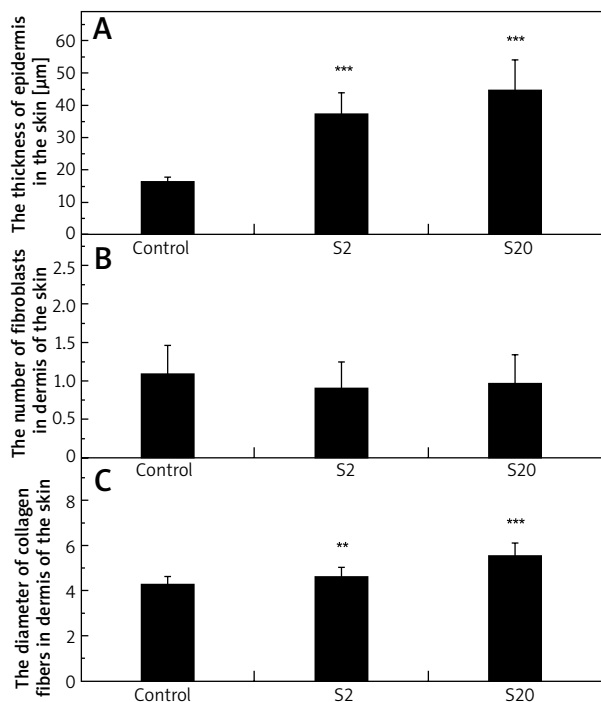 A
The thickness of epidermis
in the skin [μm]
60
50
40
30
20
10
0
***
***
Control
S2
S20
B
The number of fibroblasts
in dermis of the skin
2.5
2.0
1.5
1.0
0.5
0
Control
S2
S20
C
The diameter of collagen
fibers in dermis of the skin
8
6
4
2
0
**
***
Control
S2
S20